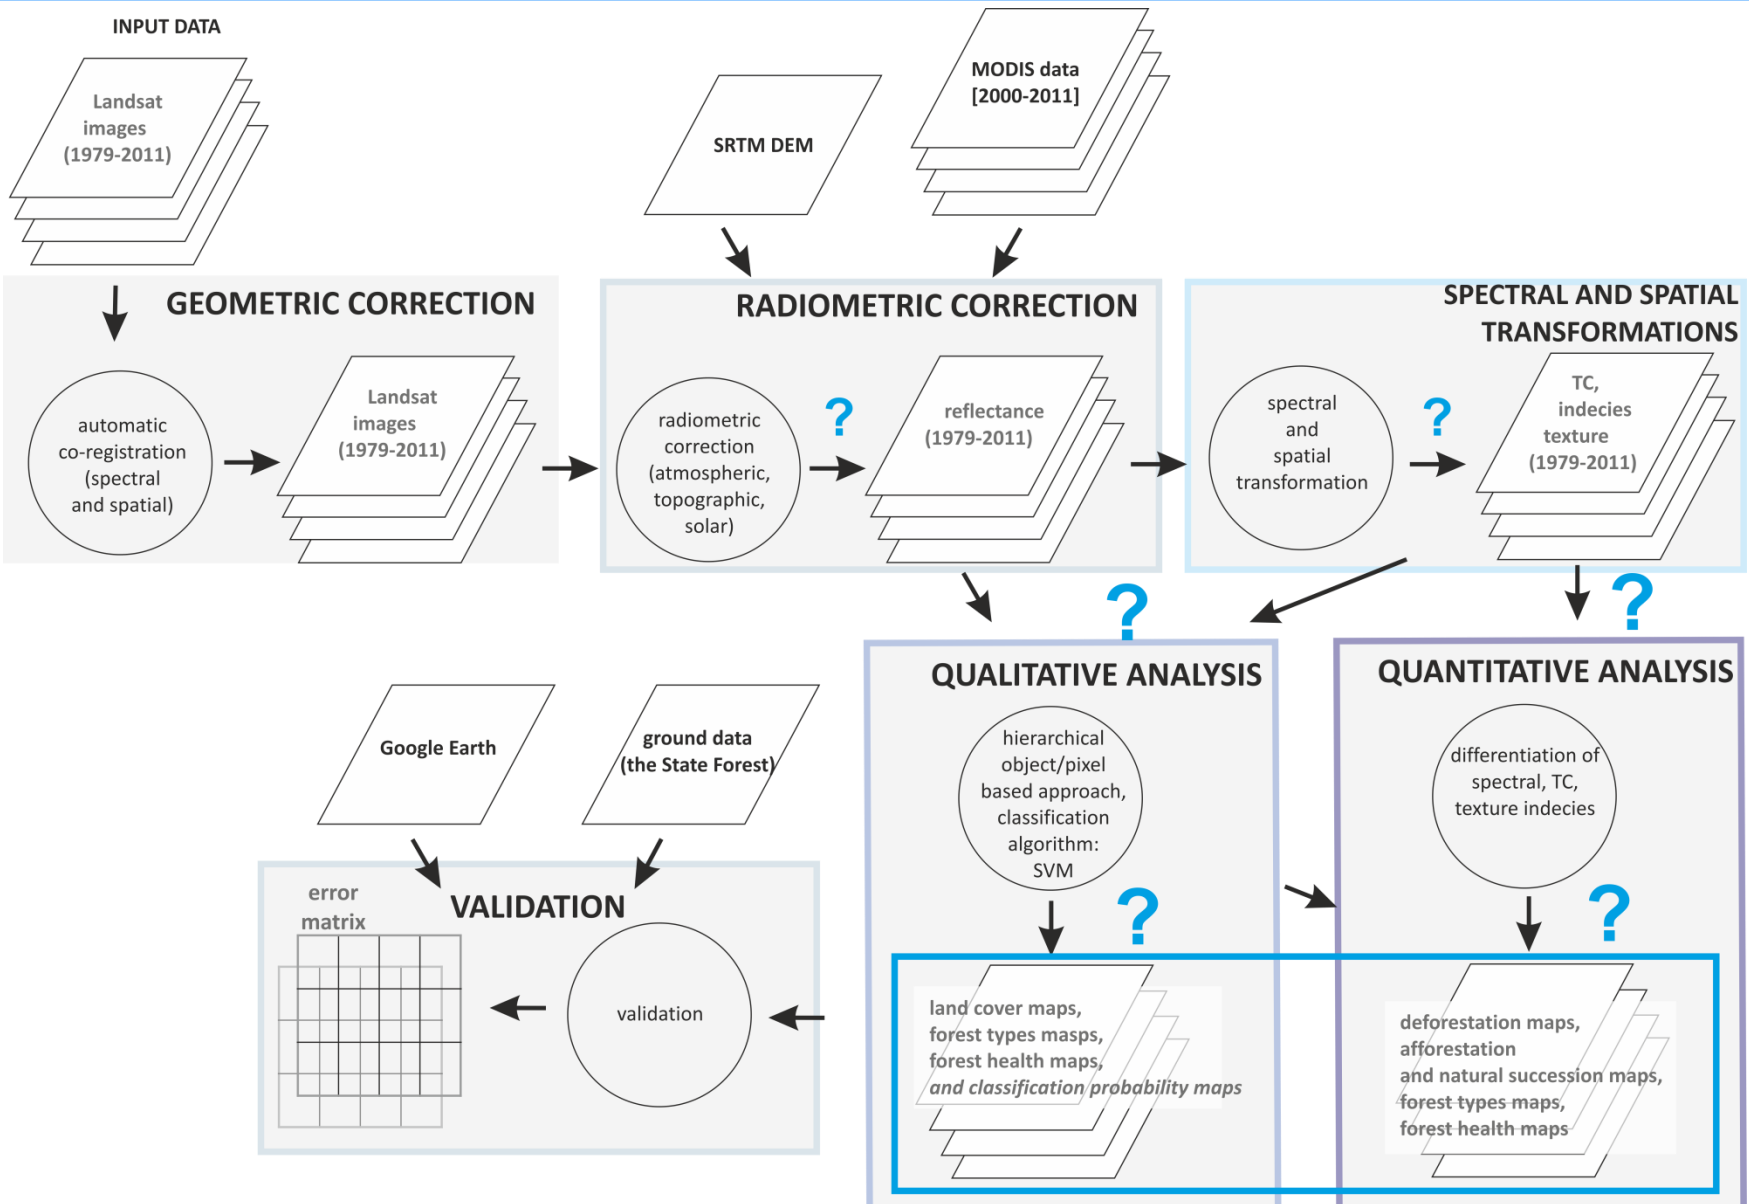 INPUT DATA
Landsat
images
(1979-2011)
SRTM DEM
MODIS data
[2000-2011]
GEOMETRIC CORRECTION
automatic
co-registration
(spectral
and spatial)
Landsat
images
(1979-2011)
RADIOMETRIC CORRECTION
radiometric
correction
(atmospheric,
topographic,
solar)
?
reflectance
(1979-2011)
SPECTRAL AND SPATIAL
TRANSFORMATIONS
spectral
and
spatial
transformation
?
TC,
indecies
texture
(1979-2011)
?
?
QUALITATIVE ANALYSIS
hierarchical
object/pixel
based approach,
classification
algorithm:
SVM
?
land cover maps,
forest types masps,
forest health maps,
and classification probability maps
QUANTITATIVE ANALYSIS
differentiation of
spectral, TC,
texture indecies
?
deforestation maps,
afforestation
and natural succession maps,
forest types maps,
forest health maps
Google Earth
ground data
(the State Forest)
VALIDATION
error
matrix
validation